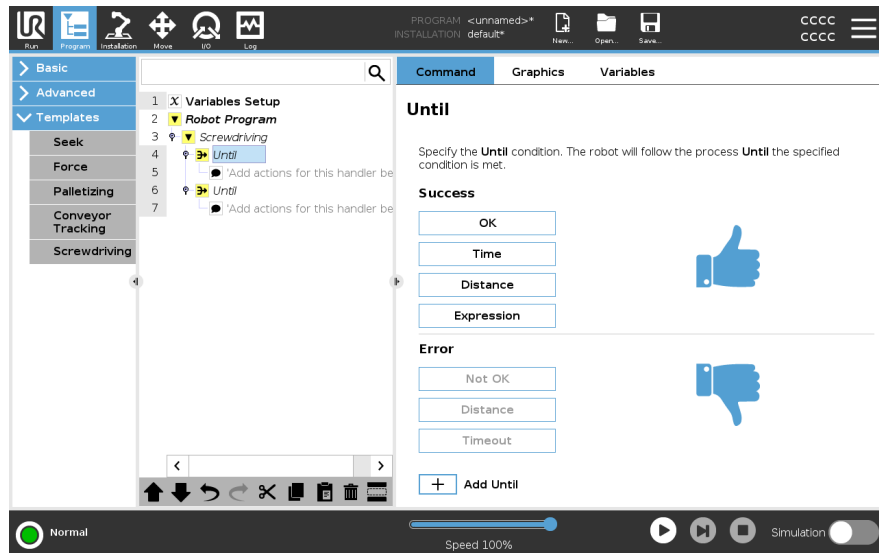 PROGRAM <unnamed>*
INSTALLATION default*
CCCC
CCCC
Run
Program
Installation
Move
I/O
Log
New...
Open...
Save...
Basic
Advanced
Templates
Seek
Force
Palletizing
Conveyor
Tracking
Screwdriving
1 X Variables Setup
2 Robot Program
3 Screwdriving
4 Until
5 'Add actions for this handler be
6 Until
7 'Add actions for this handler be
Command
Graphics
Variables
Until
Specify the Until condition. The robot will follow the process Until the specified
condition is met.
Success
OK
Time
Distance
Expression
Error
Not OK
Distance
Timeout
Add Until
Normal
Speed 100%
Simulation